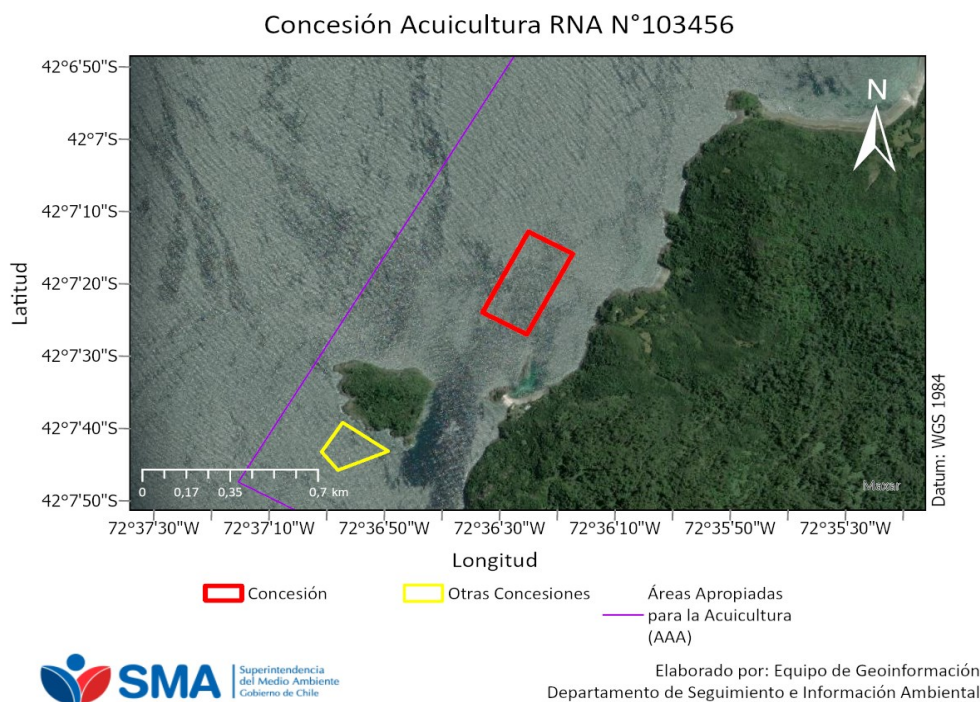 Concesión Acuicultura RNA N°103456
42°6'50"S
42°7'S
42°7'10"S
42°7'20"S
42°7'30"S
42°7'40"S
42°7'50"S
Latitud
N
Datum: WGS 1984
0 0,17 0,35 0,7 km
Maxar
72°37'30"W 72°37'10"W 72°36'50"W 72°36'30"W 72°36'10"W 72°35'50"W 72°35'30"W
Longitud
Concesión
Otras Concesiones
Áreas Apropiadas
para la Acuicultura
(AAA)
SMA
Superintendencia
del Medio Ambiente
Gobierno de Chile
Elaborado por: Equipo de Geoinformación
Departamento de Seguimiento e Información Ambiental